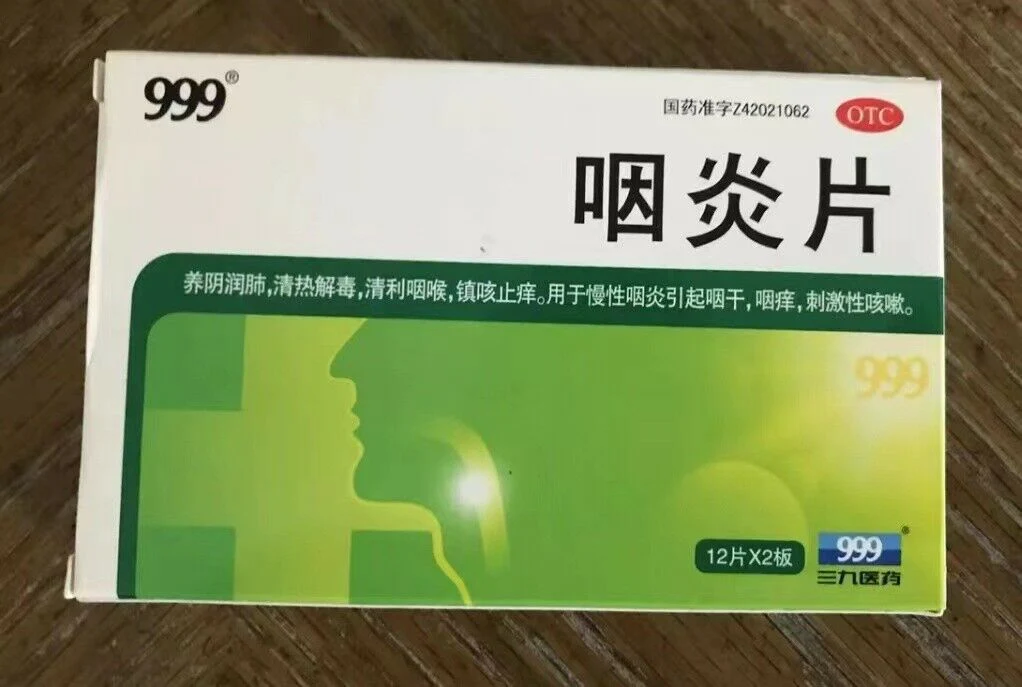 999®
国药准字Z42021062 OTC
咽炎片
养阴润肺,清热解毒,清利咽喉,镇咳止痒。用于慢性咽炎引起咽干,咽痒,刺激性咳嗽。
999
12片X2板
999®
三九医药